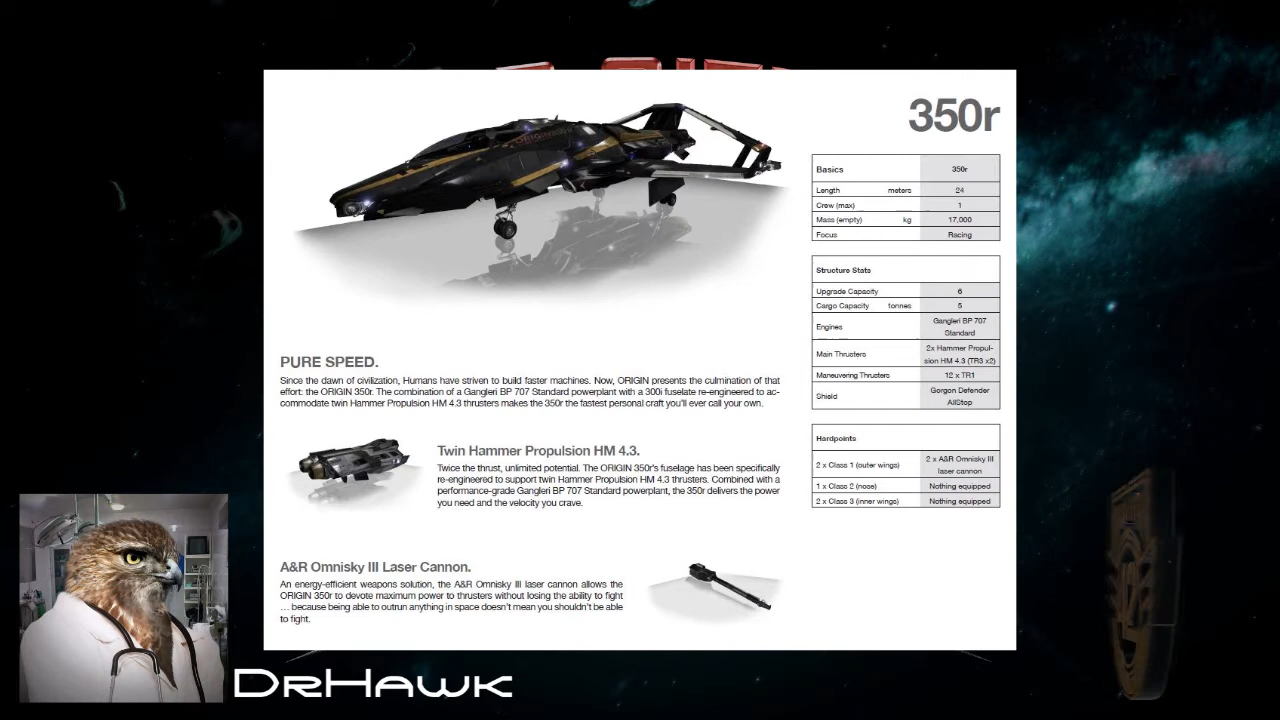 350r
Basics 350r
Length meters 24
Crew (max) 1
Mass (empty) kg 17,000
Focus Racing
Structure Stats
Upgrade Capacity 6
Cargo Capacity tonnes 5
Engines Gangleri BP 707
Standard
Main Thrusters 2x Hammer Propul-
sion HM 4.3 (TR3 x2)
Maneuvering Thrusters 12 x TR1
Shield Gorgon Defender
AllStop
Hardpoints
2 x Class 1 (outer wings) 2 x A&R Omnisky III
laser cannon
1 x Class 2 (nose) Nothing equipped
2 x Class 3 (inner wings) Nothing equipped
PURE SPEED.
Since the dawn of civilization, Humans have striven to build faster machines. Now, ORIGIN presents the culmination of that
effort: the ORIGIN 350r. The combination of a Gangleri BP 707 Standard powerplant with a 300i fuselate re-engineered to ac-
commodate twin Hammer Propulsion HM 4.3 thrusters makes the 350r the fastest personal craft you'll ever call your own.
Twin Hammer Propulsion HM 4.3.
Twice the thrust, unlimited potential. The ORIGIN 350r's fuselage has been specifically
re-engineered to support twin Hammer Propulsion HM 4.3 thrusters. Combined with a
performance-grade Gangleri BP 707 Standard powerplant, the 350r delivers the power
you need and the velocity you crave.
A&R Omnisky III Laser Cannon.
An energy-efficient weapons solution, the A&R Omnisky III laser cannon allows the
ORIGIN 350r to devote maximum power to thrusters without losing the ability to fight
... because being able to outrun anything in space doesn't mean you shouldn't be able
to fight.
DrHawk